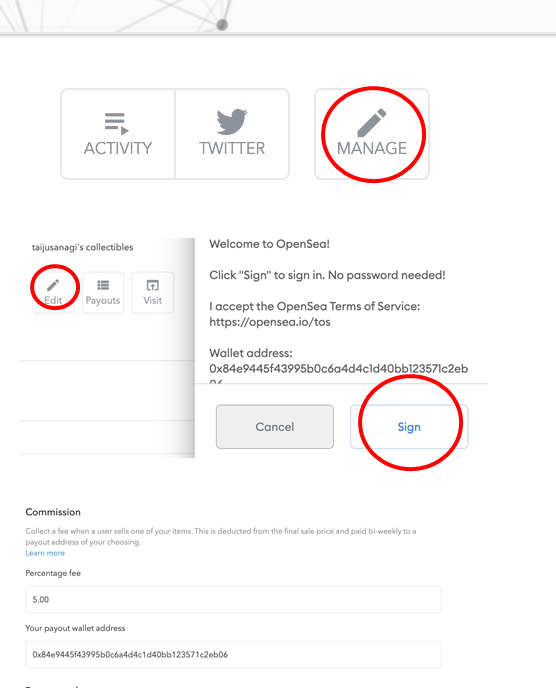 ACTIVITY
TWITTER
MANAGE
taijusanagi's collectibles
Edit
Payouts
Visit
Welcome to OpenSea!
Click "Sign" to sign in. No password needed!
I accept the OpenSea Terms of Service:
https://opensea.io/tos
Wallet address:
0x84e9445f43995b0c6a4d4c1d40bb123571c2eb
06
Cancel
Sign
Commission
Collect a fee when a user sells one of your items. This is deducted from the final sale price and paid bi-weekly to a
payout address of your choosing.
Learn more
Percentage fee
5.00
Your payout wallet address
0x84e9445f43995b0c6a4d4c1d40bb123571c2eb06